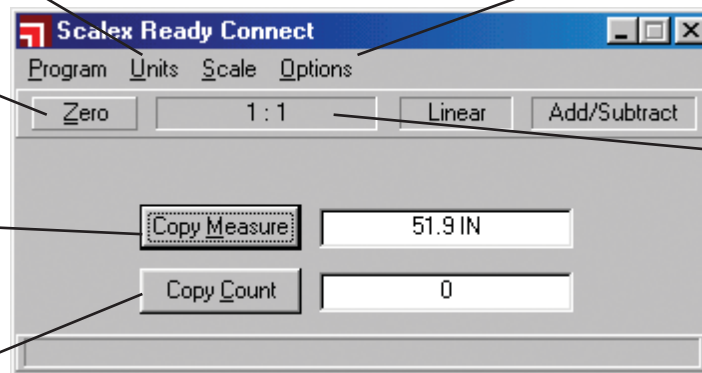 Scalex Ready Connect
Program Units Scale Options
Zero 1 : 1 Linear Add/Subtract
Copy Measure 51.9 IN
Copy Count 0